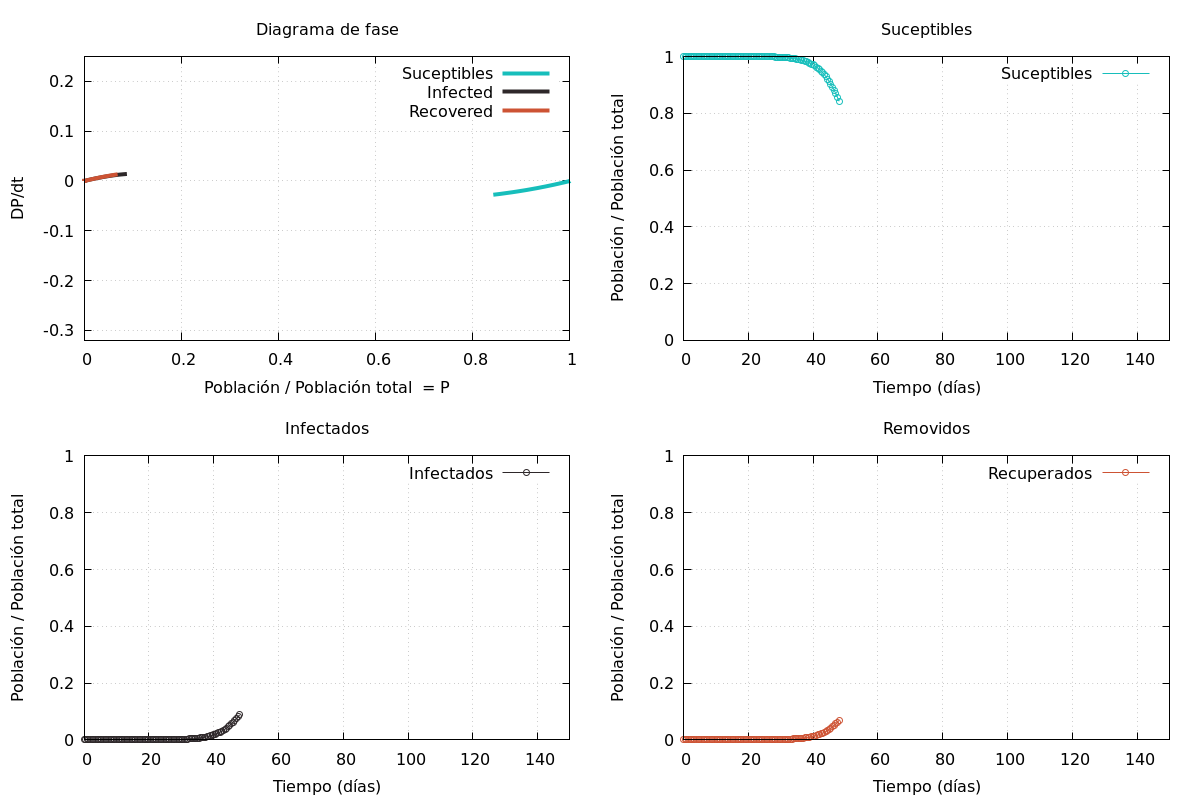 Diagrama de fase
0.2
0.1
0
-0.1
-0.2
-0.3
DP/dt
Suceptibles
Infected
Recovered
0 0.2 0.4 0.6 0.8 1
Población / Población total = P
Suceptibles
1
0.8
0.6
0.4
0.2
0
Población / Población total
Suceptibles
0 20 40 60 80 100 120 140
Tiempo (días)
Infectados
1
0.8
0.6
0.4
0.2
0
Población / Población total
Infectados
0 20 40 60 80 100 120 140
Tiempo (días)
Removidos
1
0.8
0.6
0.4
0.2
0
Población / Población total
Recuperados
0 20 40 60 80 100 120 140
Tiempo (días)